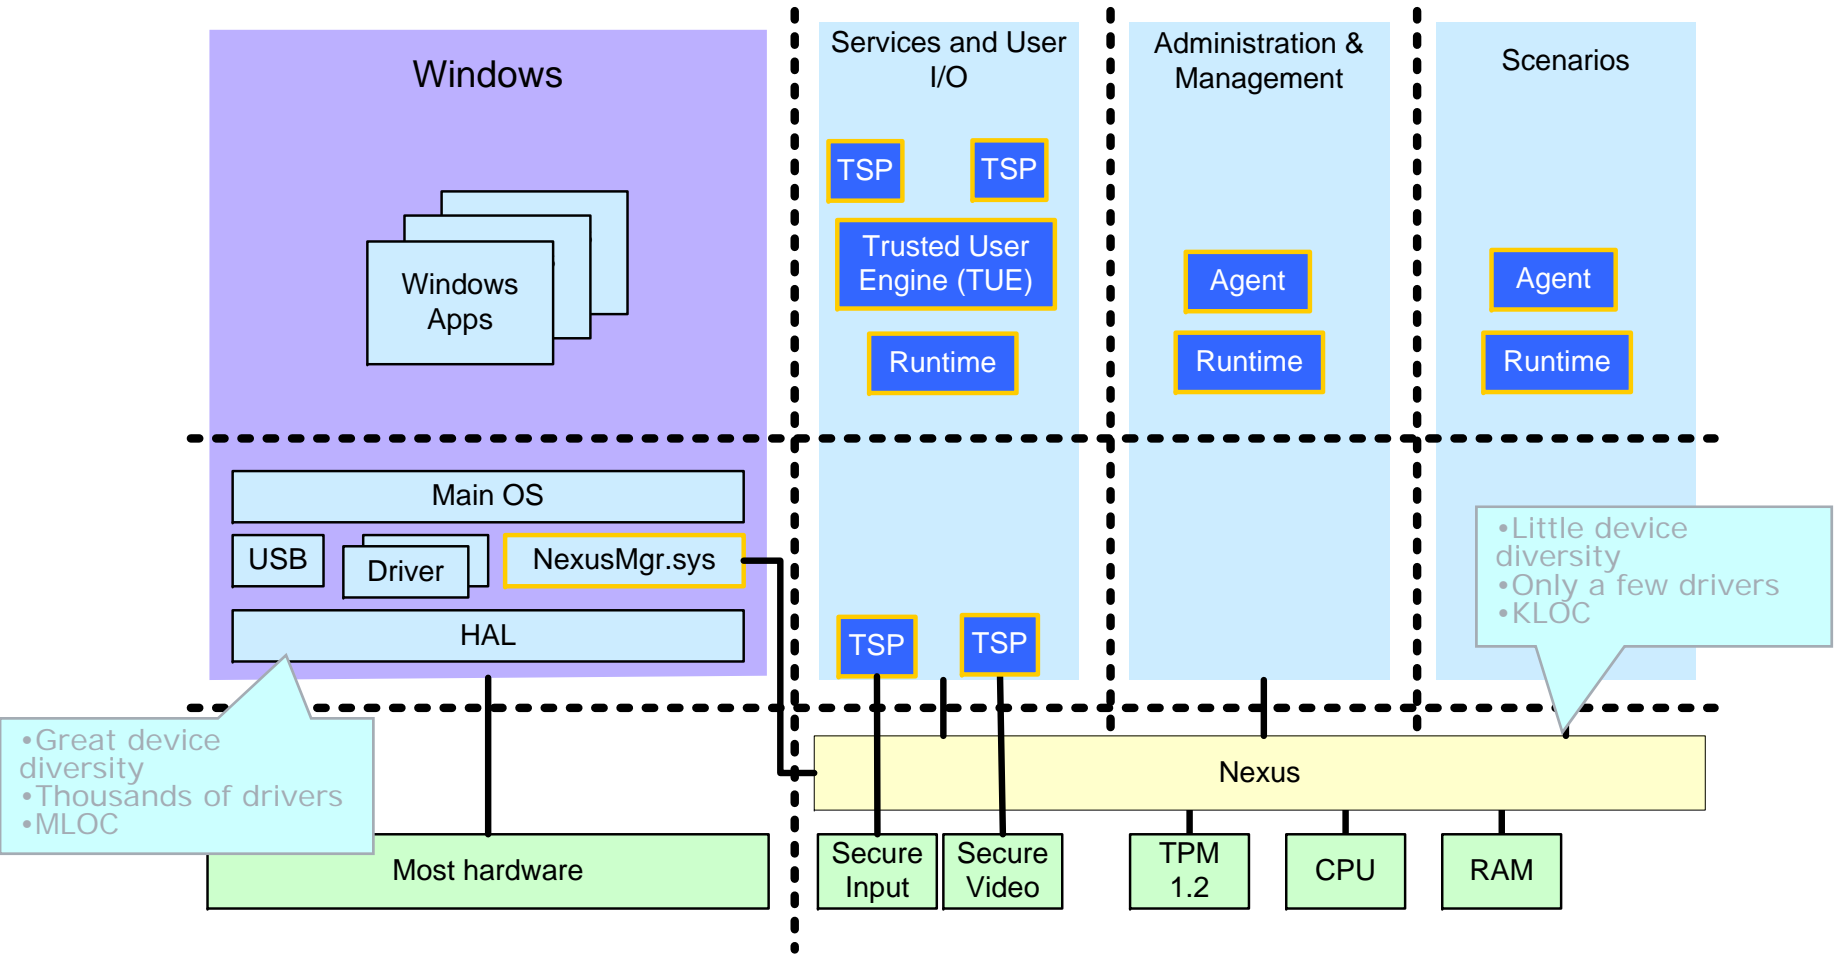 Windows
Services and User
I/O
Administration &
Management
Scenarios
TSP
TSP
Trusted User
Engine (TUE)
Runtime
Agent
Runtime
Agent
Runtime
Windows
Apps
Main OS
USB
Driver
NexusMgr.sys
HAL
TSP
TSP
•Little device
diversity
•Only a few drivers
•KLOC
•Great device
diversity
•Thousands of drivers
•MLOC
Nexus
Most hardware
Secure
Input
Secure
Video
TPM
1.2
CPU
RAM